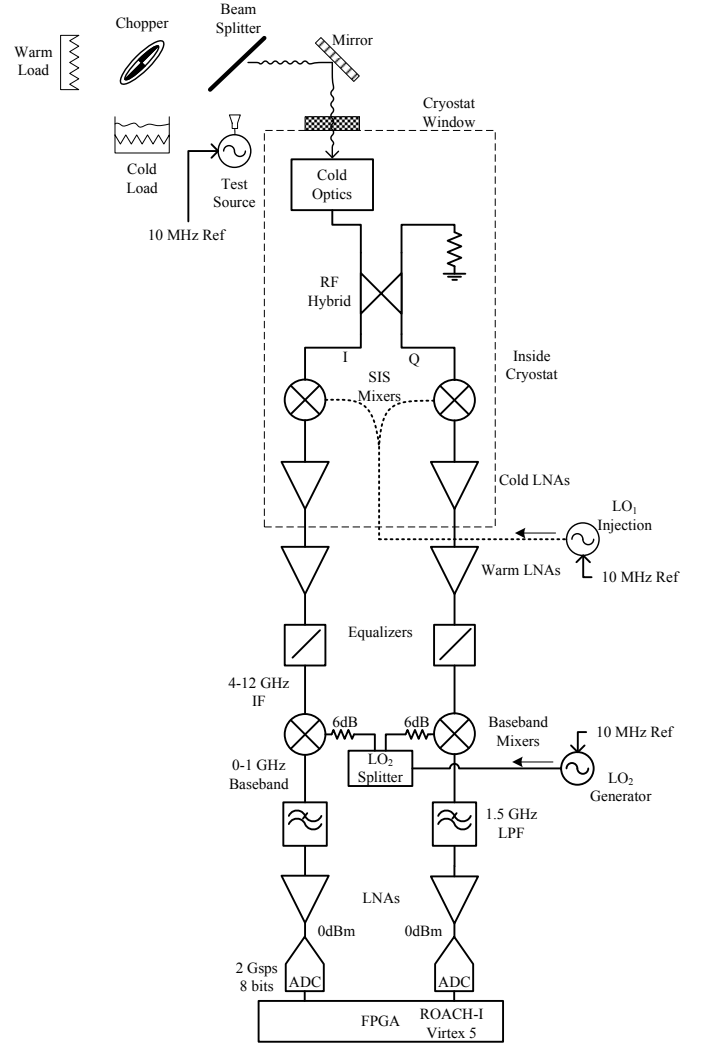 Beam
Splitter
Chopper
Mirror
Warm
Load
Cryostat
Window
Cold
Load
Test
Source
10 MHz Ref
Cold
Optics
RF
Hybrid
I
Q
SIS
Mixers
Inside
Cryostat
Cold LNAs
LO1
Injection
Warm LNAs
10 MHz Ref
Equalizers
4-12 GHz
IF
6dB
6dB
Baseband
Mixers
10 MHz Ref
LO2
Splitter
0-1 GHz
Baseband
LO2
Generator
1.5 GHz
LPF
LNAs
0dBm
0dBm
2 Gsps
8 bits
ADC
ADC
FPGA
ROACH-I
Virtex 5